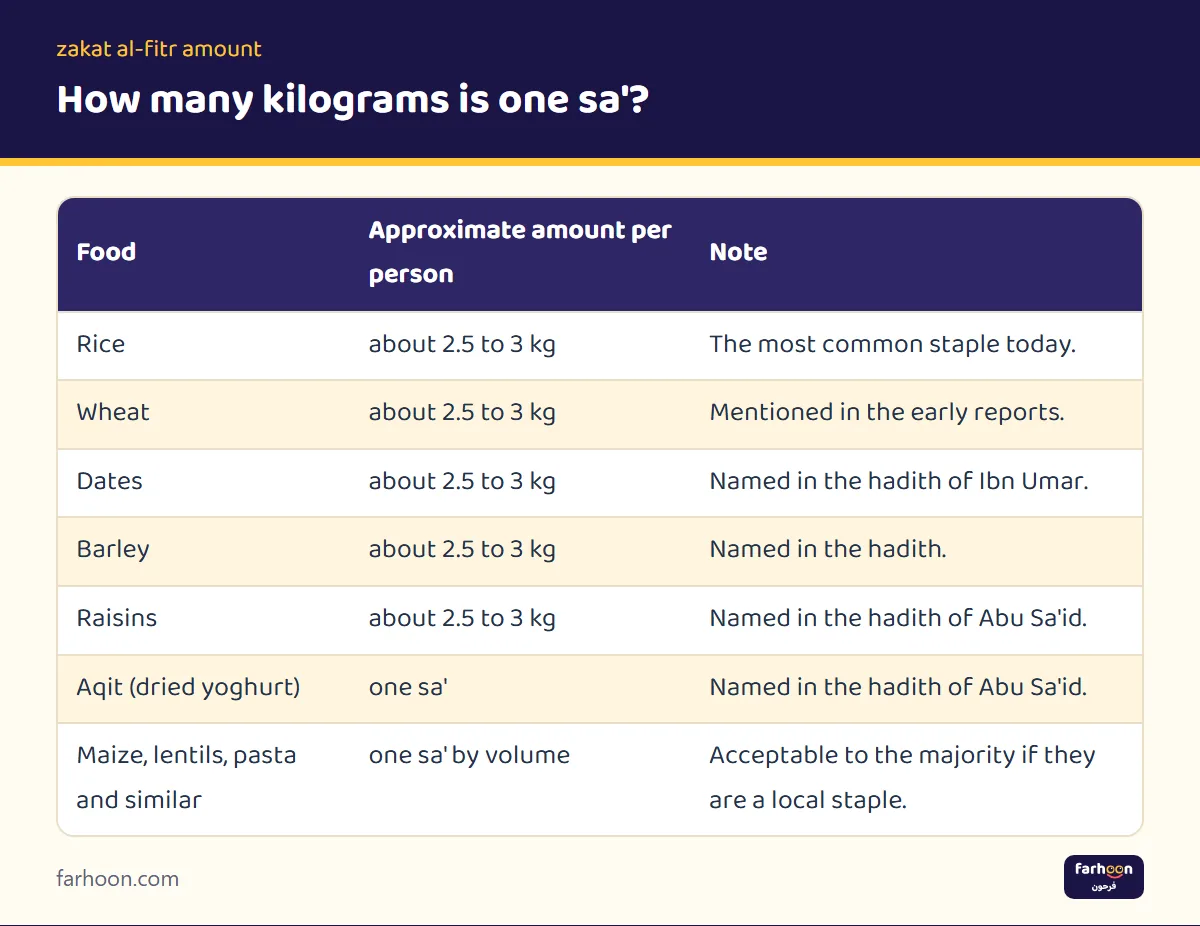 zakat al-fitr amount
How many kilograms is one sa'?
Food
Approximate amount per
person
Note
Rice
about 2.5 to 3 kg
The most common staple today.
Wheat
about 2.5 to 3 kg
Mentioned in the early reports.
Dates
about 2.5 to 3 kg
Named in the hadith of Ibn Umar.
Barley
about 2.5 to 3 kg
Named in the hadith.
Raisins
about 2.5 to 3 kg
Named in the hadith of Abu Sa'id.
Aqit (dried yoghurt)
one sa'
Named in the hadith of Abu Sa'id.
Maize, lentils, pasta
and similar
one sa' by volume
Acceptable to the majority if they
are a local staple.
farhoon.com
farhoon
فرحون